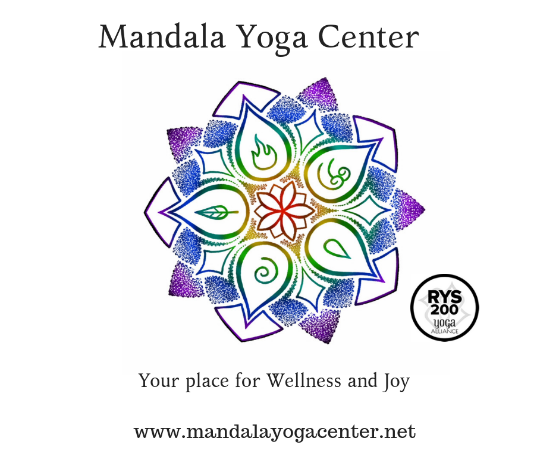 Mandala Yoga Center
RYS
200
yoga
ALLIANCE
Your place for Wellness and Joy
www.mandalayogacenter.net